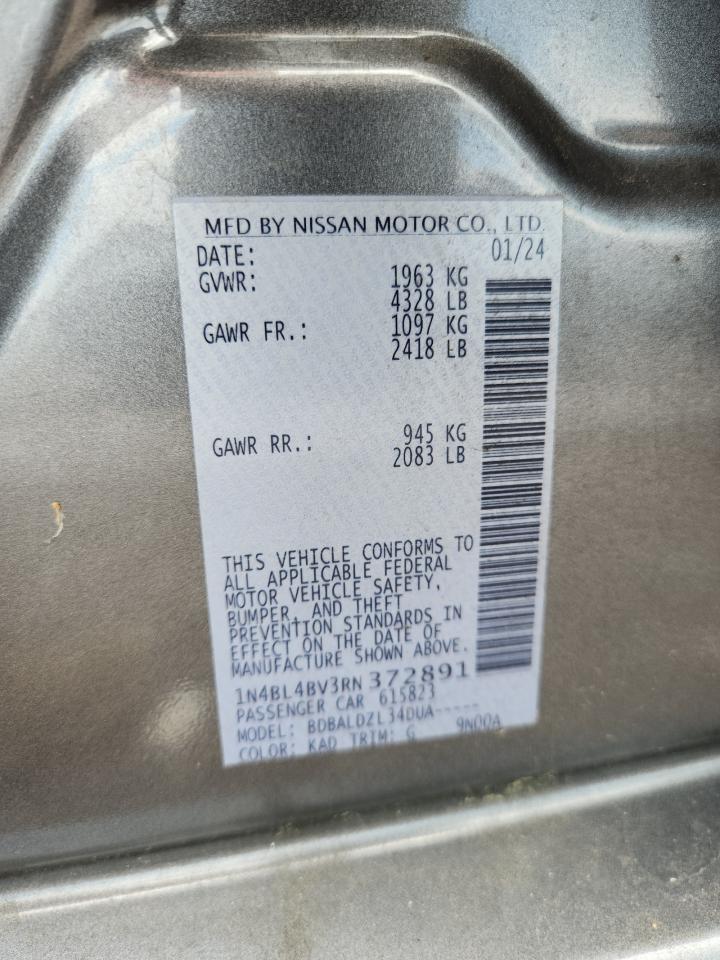 MFD BY NISSAN MOTOR CO., LTD.
DATE: 01/24
GVWR: 1963 KG
4328 LB
GAWR FR.: 1097 KG
2418 LB
GAWR RR.: 945 KG
2083 LB
THIS VEHICLE CONFORMS TO
ALL APPLICABLE FEDERAL
MOTOR VEHICLE SAFETY,
BUMPER, AND THEFT
PREVENTION STANDARDS IN
EFFECT ON THE DATE OF
MANUFACTURE SHOWN ABOVE.
1N4BL4BV3RN372891
PASSENGER CAR 615823
MODEL: BDBALDZL34DUA-----
COLOR: KAD TRIM: G 9N00A